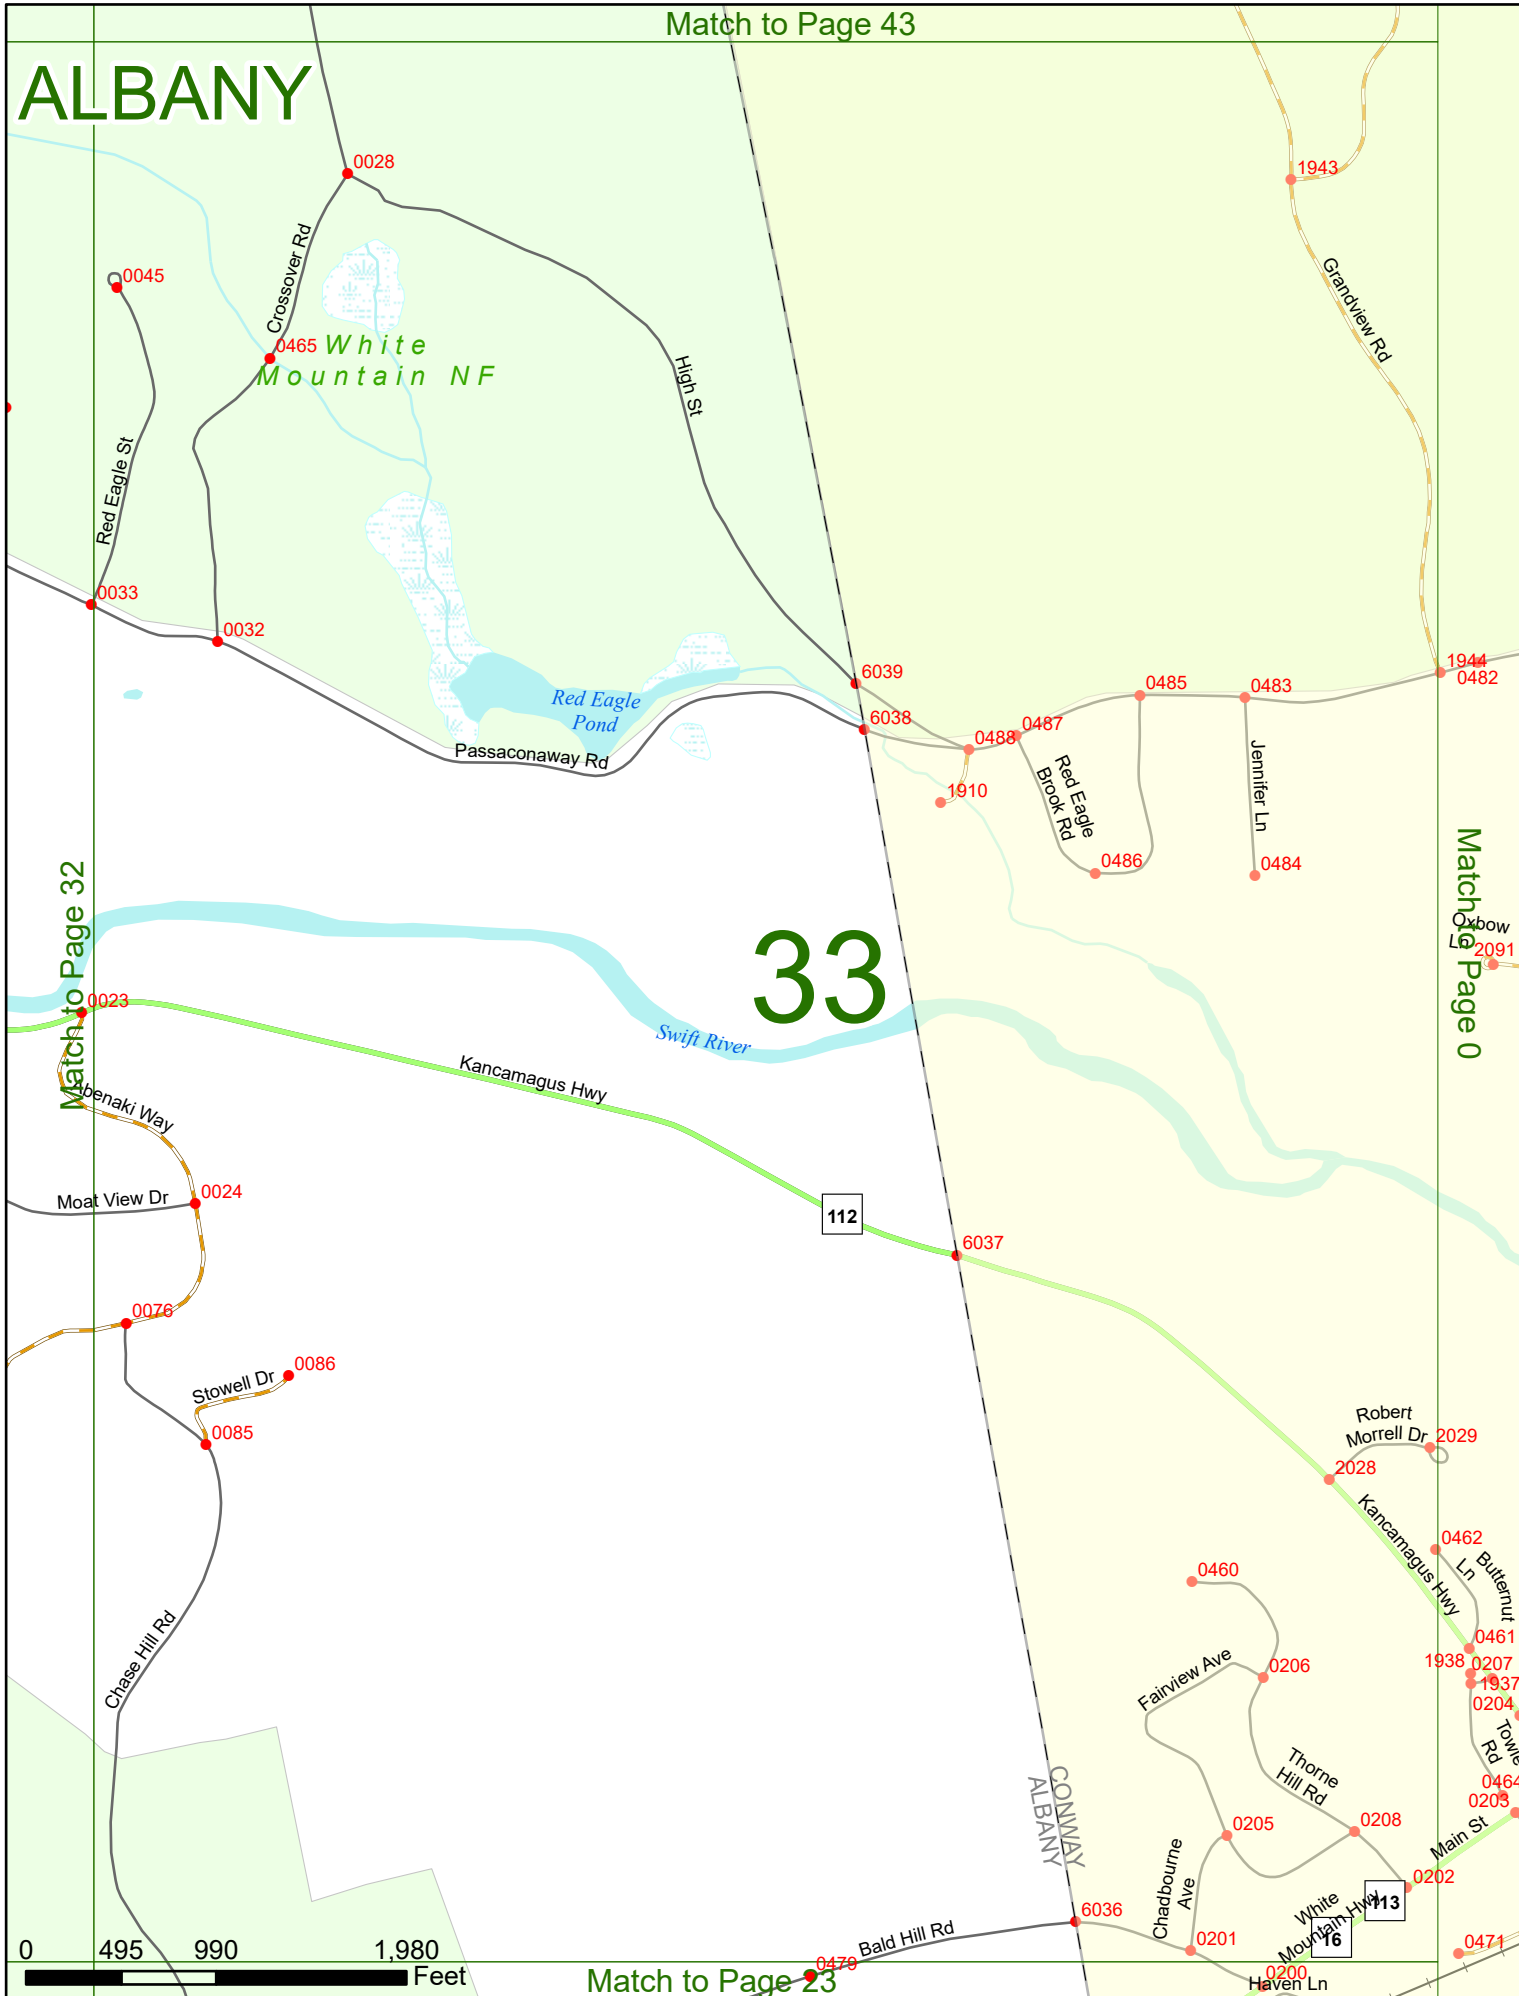 Match to Page 43
ALBANY
0028
1943
0045
Crossover Rd
Grandview Rd
0465
White
Mountain NF
High St
Red Eagle St
0033
0032
6039
1944
0482
Red Eagle
Pond
0485
0483
6038
0487
0488
Passaconaway Rd
Red Eagle
Brook Rd
Jennifer Ln
1910
0486
0484
Match to Page 32
33
Match to Page 0
Oxbow
Ln
2091
0023
Swift River
Kancamagus Hwy
Abenaki Way
Moat View Dr
0024
112
6037
0076
Stowell Dr
0086
0085
Robert
Morrell Dr
2029
2028
Kancamagus Hwy
0462
Butternut
Ln
0460
Chase Hill Rd
0461
Fairview Ave
0206
1938
0207
1937
0204
Towle
Rd
Thorne
Hill Rd
CONWAY
ALBANY
0464
0203
0205
0208
Main St
Chadbourne
Ave
0202
113
White
Mountain Hwy
16
6036
Bald Hill Rd
0201
0471
0479
0200
Haven Ln
0 495 990 1,980
Feet
Match to Page 23